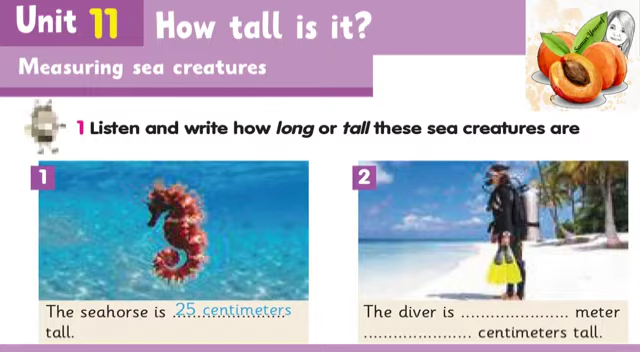 Unit 11 How tall is it?
Measuring sea creatures
1 Listen and write how long or tall these sea creatures are
1
The seahorse is 25 centimeters
tall.
2
The diver is ...................... meter
...................... centimeters tall.